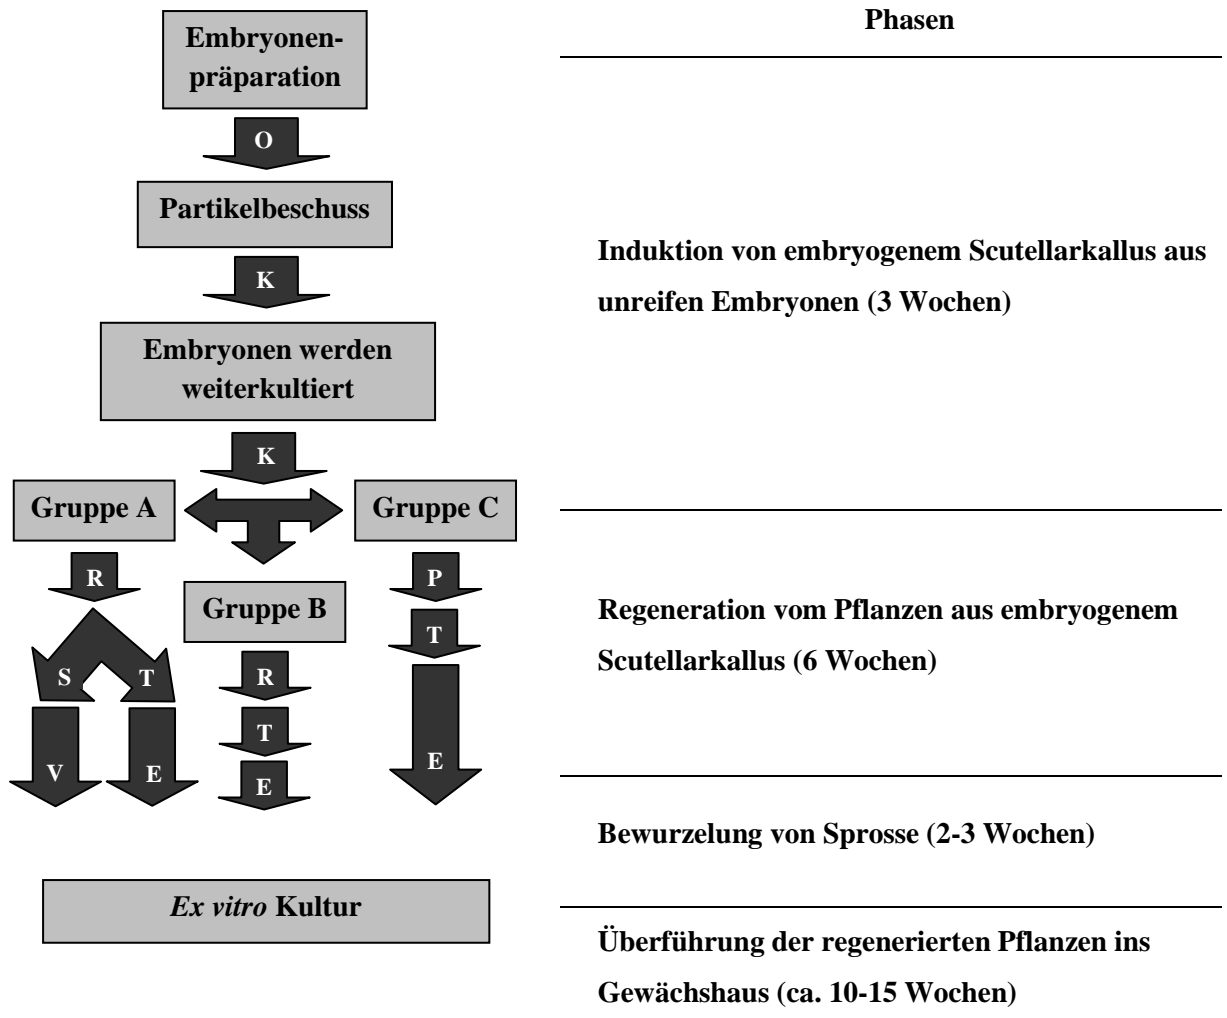 Embryonen-
präparation
O
Partikelbeschuss
K
Embryonen werden
weiterkultiert
K
Gruppe A
Gruppe C
Gruppe B
R
S
T
V
E
R
T
E
P
T
E
Ex vitro Kultur
Phasen
Induktion von embryogenem Scutellarkallus aus
unreifen Embryonen (3 Wochen)
Regeneration vom Pflanzen aus embryogenem
Scutellarkallus (6 Wochen)
Bewurzelung von Sprosse (2-3 Wochen)
Überführung der regenerierten Pflanzen ins
Gewächshaus (ca. 10-15 Wochen)